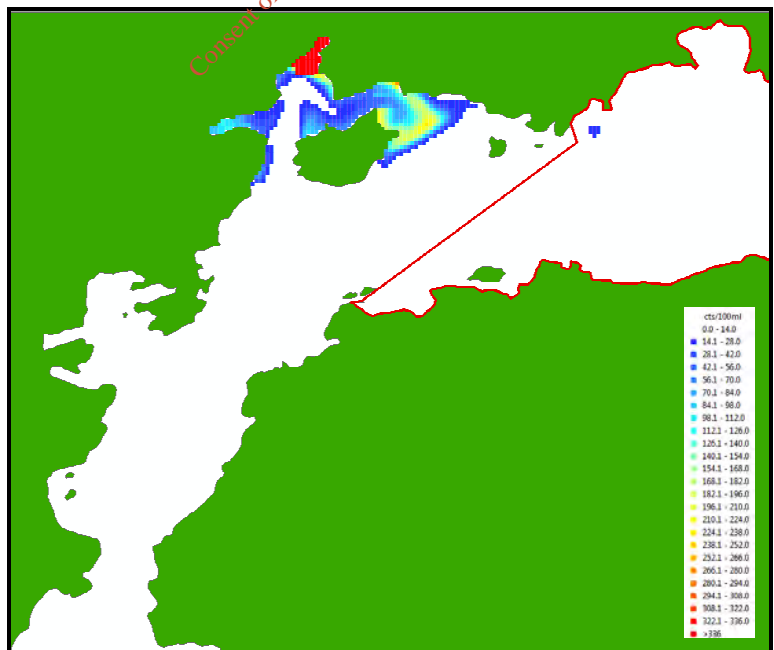 Consent o
cts/100ml
0.0 - 14.0
14.1 - 28.0
28.1 - 42.0
42.1 - 56.0
56.1 - 70.0
70.1 - 84.0
84.1 - 98.0
98.1 - 112.0
112.1 - 126.0
126.1 - 140.0
140.1 - 154.0
154.1 - 168.0
168.1 - 182.0
182.1 - 196.0
196.1 - 210.0
210.1 - 224.0
224.1 - 238.0
238.1 - 252.0
252.1 - 266.0
266.1 - 280.0
280.1 - 294.0
294.1 - 308.0
308.1 - 322.0
322.1 - 336.0
>336